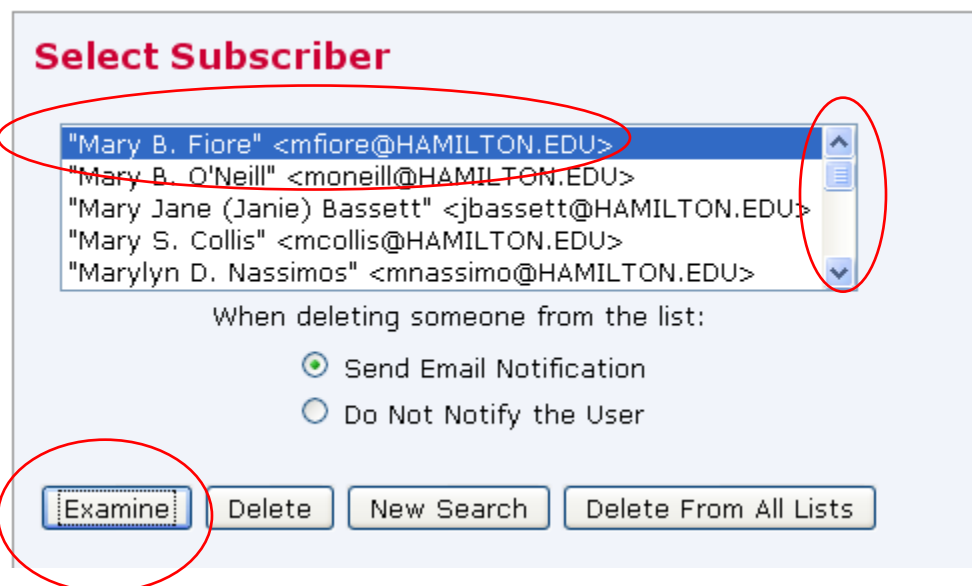 Select Subscriber
"Mary B. Fiore" <mfiore@HAMILTON.EDU>
"Mary B. O'Neill" <moneill@HAMILTON.EDU>
"Mary Jane (Janie) Bassett" <jbassett@HAMILTON.EDU>
"Mary S. Collis" <mcollis@HAMILTON.EDU>
"Marylyn D. Nassimos" <mnassimo@HAMILTON.EDU>
When deleting someone from the list:
Send Email Notification
Do Not Notify the User
Examine Delete New Search Delete From All Lists